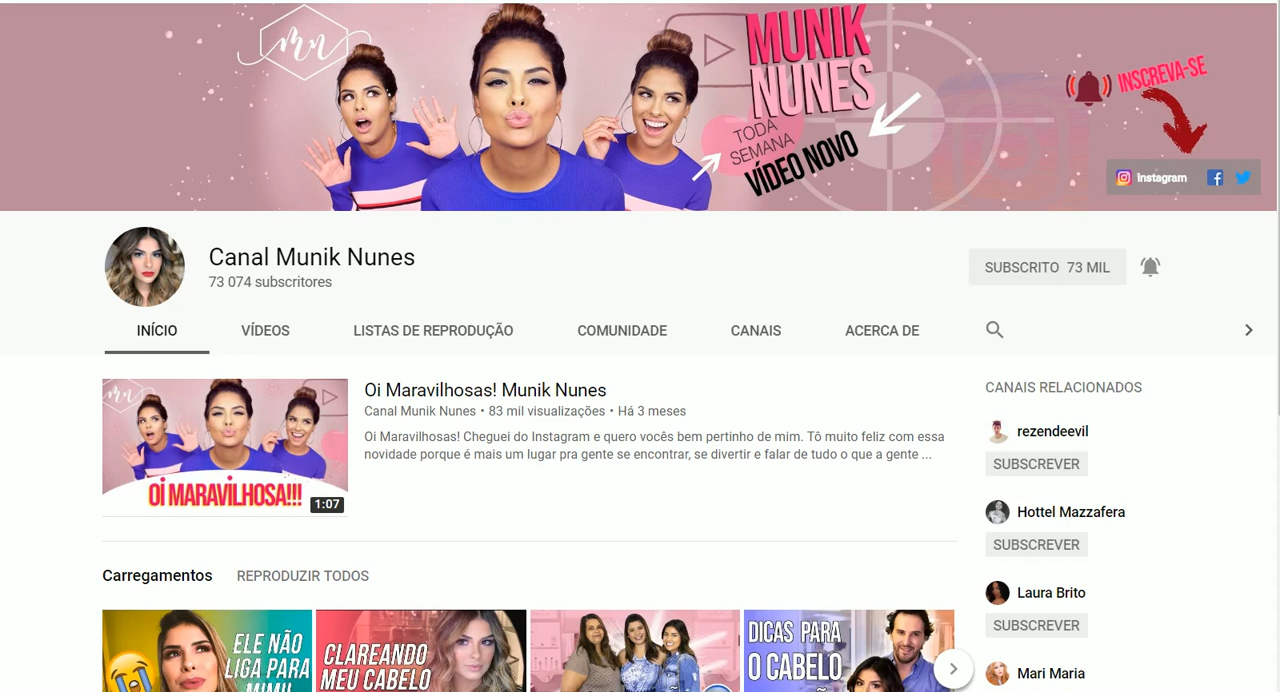 mn
MUNIK
NUNES
TODA
SEMANA
VÍDEO NOVO
INSCREVA-SE
Instagram
Canal Munik Nunes
73 074 subscritores
SUBSCRITO 73 MIL
INÍCIO VÍDEOS LISTAS DE REPRODUÇÃO COMUNIDADE CANAIS ACERCA DE
mn
OI MARAVILHOSA!!!
1:07
Oi Maravilhosas! Munik Nunes
Canal Munik Nunes • 83 mil visualizações • Há 3 meses
Oi Maravilhosas! Cheguei do Instagram e quero vocês bem pertinho de mim. Tô muito feliz com essa
novidade porque é mais um lugar pra gente se encontrar, se divertir e falar de tudo o que a gente ...
CANAIS RELACIONADOS
rezendeevil
SUBSCREVER
Hottel Mazzafera
SUBSCREVER
Laura Brito
SUBSCREVER
Mari Maria
Carregamentos REPRODUZIR TODOS
ELE NÃO
LIGA PARA
CLAREANDO
MEU CABELO
DICAS PARA
O CABELO